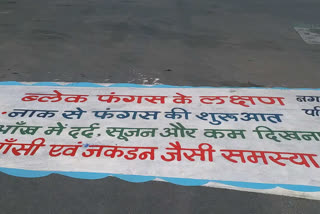 ब्लेक फंगस के लक्षण
नाक से फंगस की शुरूआत
आँख में दर्द, सूजन और कम दिखना
एवं जकडन जैसी समस्या